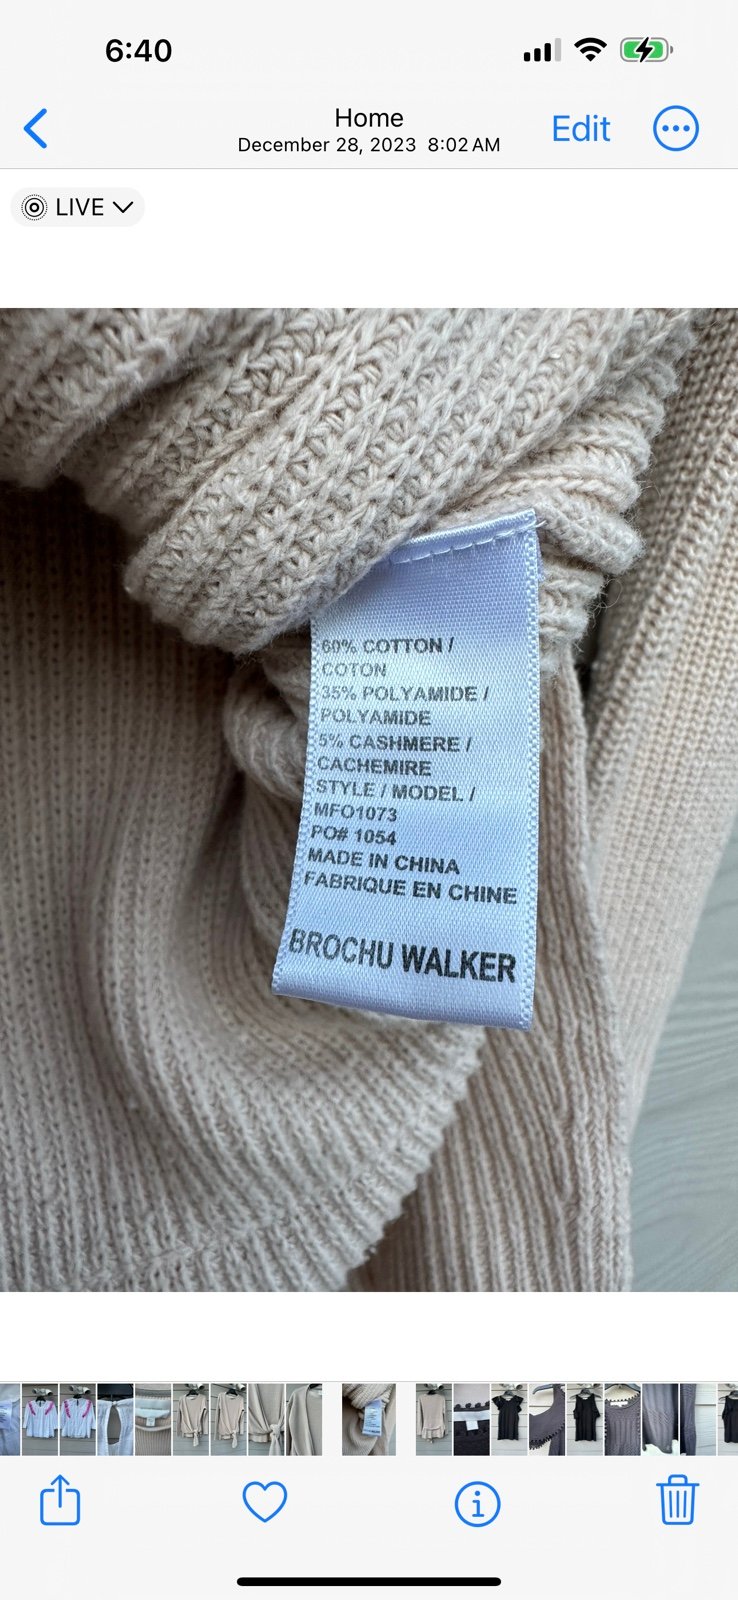 6:40
Home
Edit
December 28, 2023 8:02 AM
LIVE
60% COTTON /
COTON
35% POLYAMIDE /
POLYAMIDE
5% CASHMERE /
CACHEMIRE
STYLE / MODEL /
MFO1073
PO# 1054
MADE IN CHINA
FABRIQUE EN CHINE
BROCHU WALKER